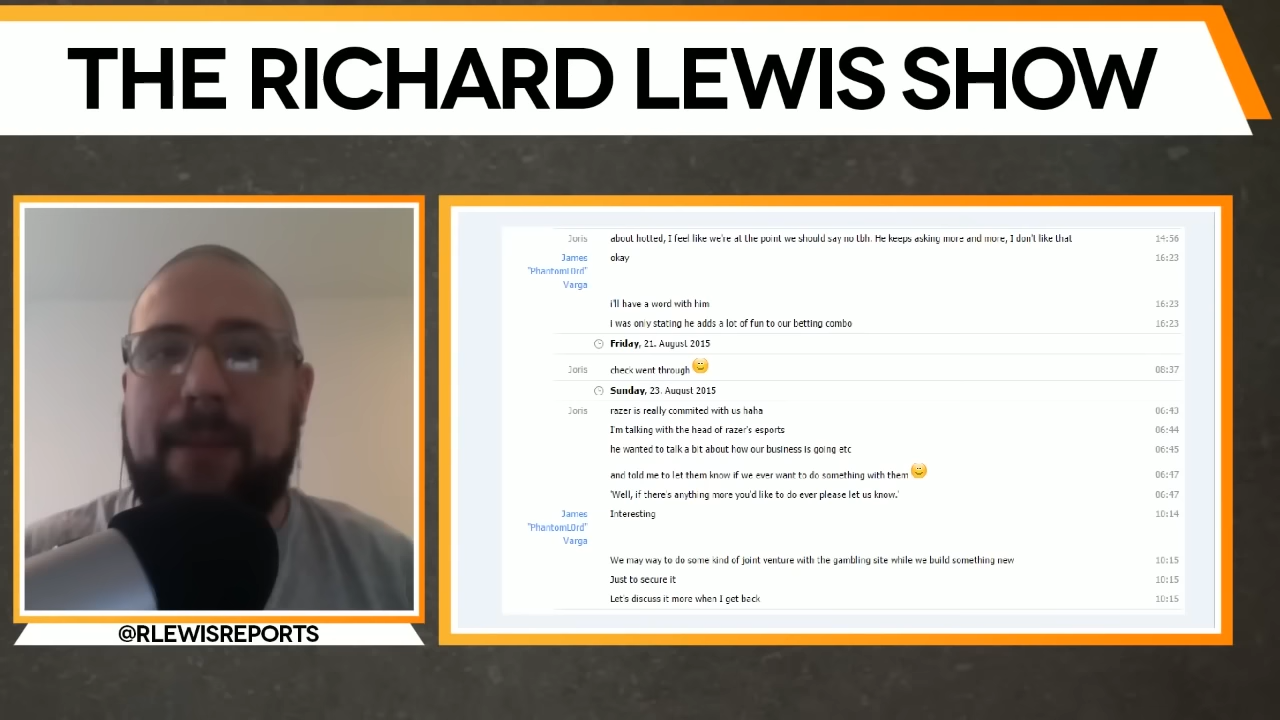 THE RICHARD LEWIS SHOW
Joris about hotted, I feel like we're at the point we should say no tbh. He keeps asking more and more, I don't like that 14:56
James okay 16:23
"PhantomL0rd"
Varga
i'll have a word with him 16:23
I was only stating he adds a lot of fun to our betting combo 16:23
Friday, 21. August 2015
Joris check went through 08:37
Sunday, 23. August 2015
Joris razer is really commited with us haha 06:43
I'm talking with the head of razer's esports 06:44
he wanted to talk a bit about how our business is going etc 06:45
and told me to let them know if we ever want to do something with them 06:47
'Well, if there's anything more you'd like to do ever please let us know.' 06:47
James Interesting 10:14
"PhantomL0rd"
Varga
We may way to do some kind of joint venture with the gambling site while we build something new 10:15
Just to secure it 10:15
Let's discuss it more when I get back 10:15
@RLEWISREPORTS